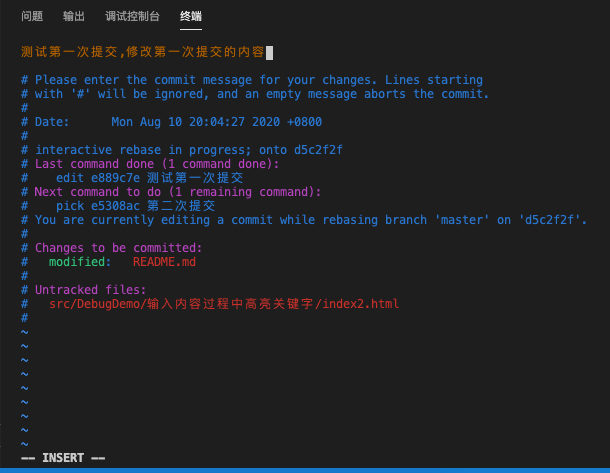 问题 输出 调试控制台 终端
测试第一次提交,修改第一次提交的内容
# Please enter the commit message for your changes. Lines starting
# with '#' will be ignored, and an empty message aborts the commit.
#
# Date:      Mon Aug 10 20:04:27 2020 +0800
#
# interactive rebase in progress; onto d5c2f2f
# Last command done (1 command done):
#    edit e889c7e 测试第一次提交
# Next command to do (1 remaining command):
#    pick e5308ac 第二次提交
# You are currently editing a commit while rebasing branch 'master' on 'd5c2f2f'.
#
# Changes to be committed:
#	modified:   README.md
#
# Untracked files:
#	src/DebugDemo/输入内容过程中高亮关键字/index2.html
#
~
~
~
~
~
~
~
~
~
-- INSERT --